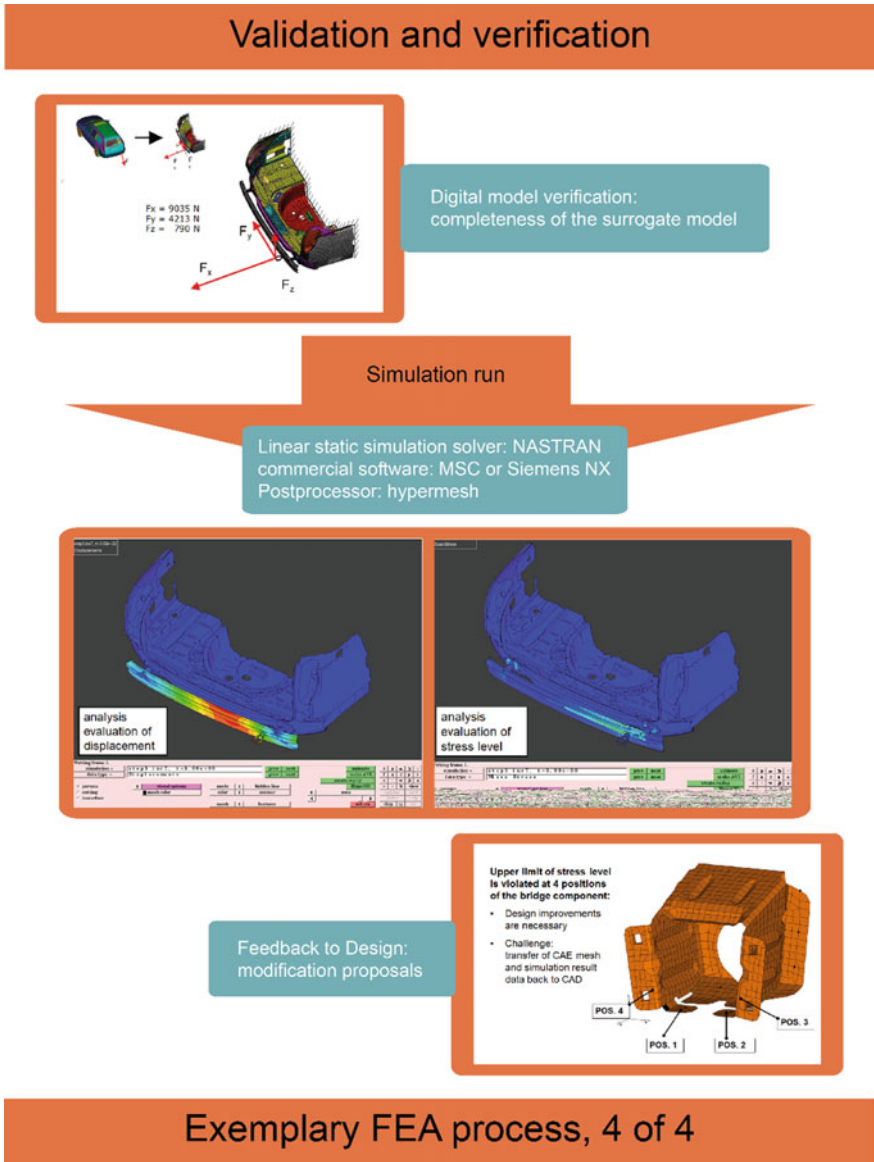 Validation and verification
Fx = 9035 N
Fy = 4213 N
Fz = 790 N
Fy
Fx
Fz
Digital model verification:
completeness of the surrogate model
Simulation run
Linear static simulation solver: NASTRAN
commercial software: MSC or Siemens NX
Postprocessor: hypermesh
analysis
evaluation of
displacement
analysis
evaluation of
stress level
Feedback to Design:
modification proposals
Upper limit of stress level
is violated at 4 positions
of the bridge component:
• Design improvements
are necessary
• Challenge:
transfer of CAE mesh
and simulation result
data back to CAD
POS. 4
POS. 3
POS. 1
POS. 2
Exemplary FEA process, 4 of 4